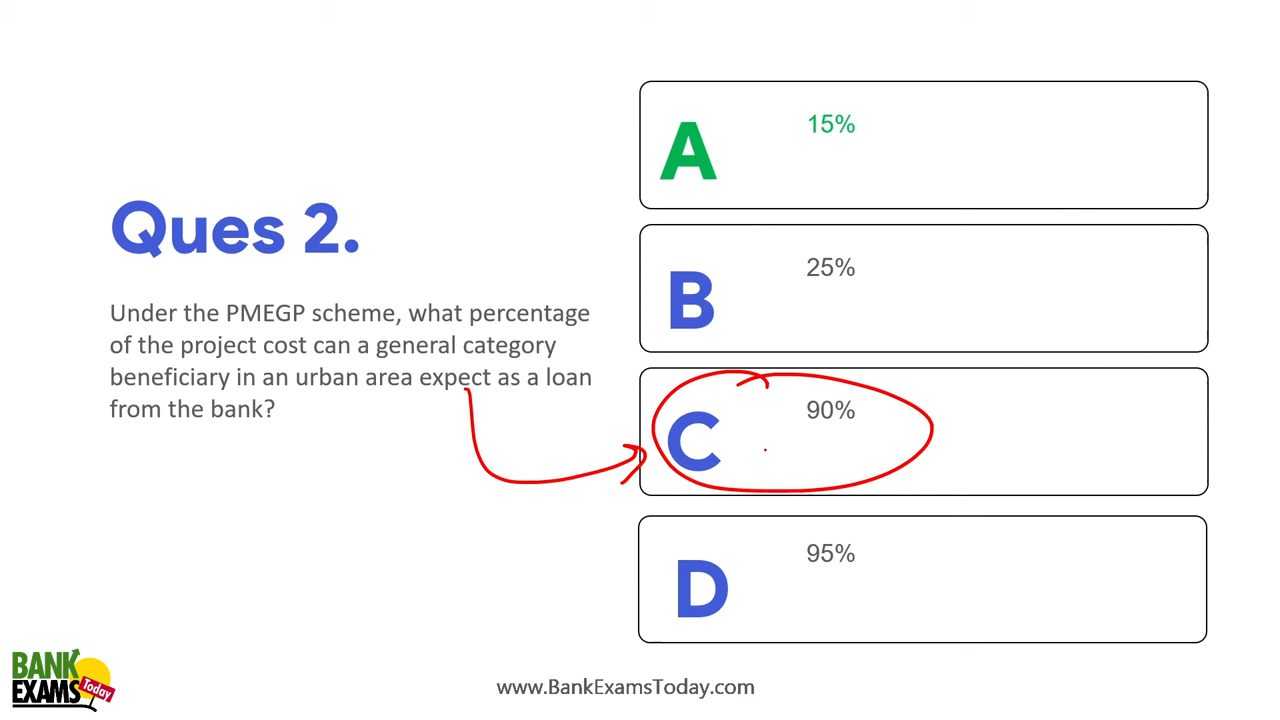 Ques 2.
Under the PMEGP scheme, what percentage
of the project cost can a general category
beneficiary in an urban area expect as a loan
from the bank?
A 15%
B 25%
C 90%
D 95%
BANK
EXAMS Today
www.BankExamsToday.com